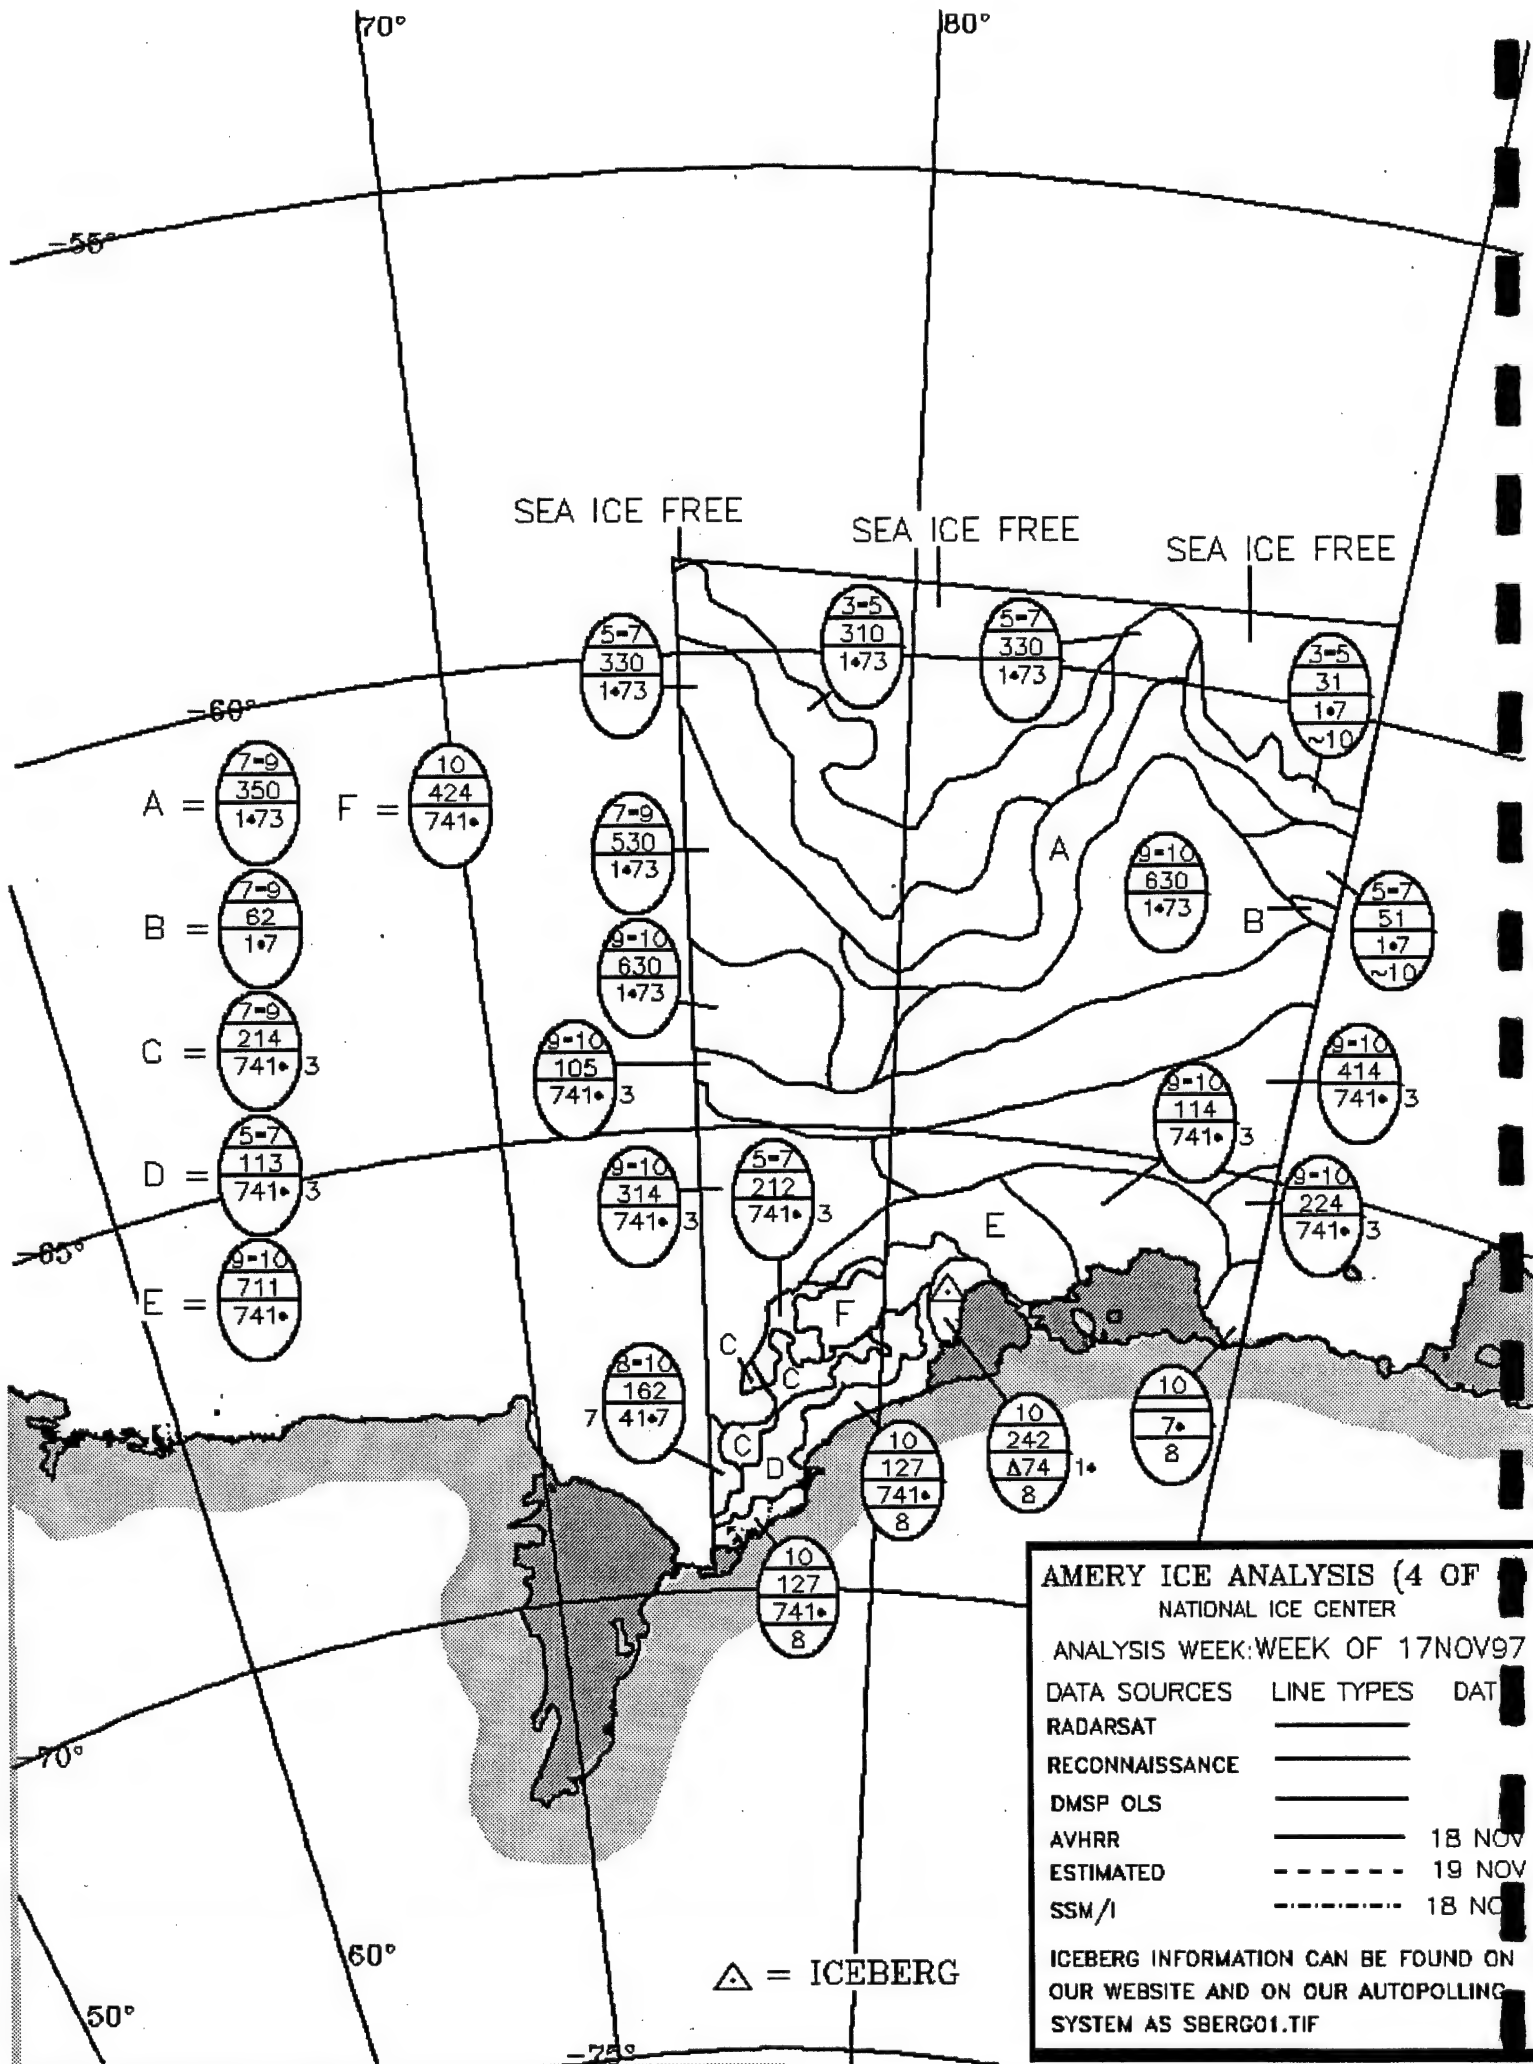 70°
80°
-55°
SEA ICE FREE
SEA ICE FREE
SEA ICE FREE
5-7
330
1•73
3-5
310
1•73
5-7
330
1•73
3-5
31
1•7
~10
-60°
A =
7-9
350
1•73
F =
10
424
741•
7-9
530
1•73
A
9-10
630
1•73
B =
7-9
62
1•7
B
5-7
51
1•7
~10
9-10
630
1•73
C =
7-9
214
741• 3
9-10
105
741• 3
9-10
114
741• 3
9-10
414
741• 3
D =
5-7
113
741• 3
9-10
314
741• 3
5-7
212
741• 3
9-10
224
741• 3
E
-65°
E =
9-10
711
741•
F
C
C
8-10
162
7 41•7
C
D
10
127
741•
8
10
242
Δ74 1•
8
10
7•
8
10
127
741•
8
-70°
60°
50°
-75°
△ = ICEBERG
AMERY ICE ANALYSIS (4 OF
NATIONAL ICE CENTER
ANALYSIS WEEK: WEEK OF 17NOV97
DATA SOURCES LINE TYPES DAT
RADARSAT
RECONNAISSANCE
DMSP OLS
AVHRR 18 NOV
ESTIMATED 19 NOV
SSM/I 18 NO
ICEBERG INFORMATION CAN BE FOUND ON
OUR WEBSITE AND ON OUR AUTOPOLLING
SYSTEM AS SBERG01.TIF